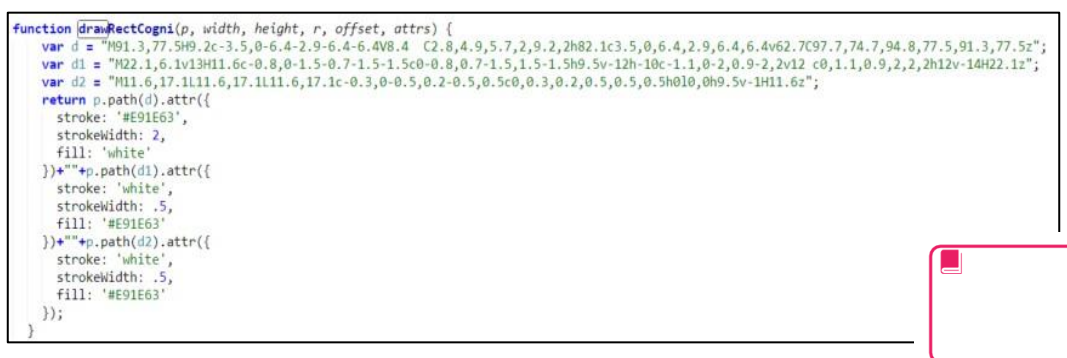 function drawRectCogni(p, width, height, r, offset, attrs) {
var d = "M91.3,77.5H9.2c-3.5,0-6.4-2.9-6.4-6.4V8.4  C2.8,4.9,5.7,2,9.2,2h82.1c3.5,0,6.4,2.9,6.4,6.4v62.7C97.7,74.7,94.8,77.5,91.3,77.5z";
var d1 = "M22.1,6.1v13H11.6c-0.8,0-1.5-0.7-1.5-1.5c0-0.8,0.7-1.5,1.5-1.5h9.5v-12h-10c-1.1,0-2,0.9-2,2v12 c0,1.1,0.9,2,2,2h12v-14H22.1z";
var d2 = "M11.6,17.1L11.6,17.1L11.6,17.1c-0.3,0-0.5,0.2-0.5,0.5c0,0.3,0.2,0.5,0.5,0.5h0l0,0h9.5v-1H11.6z";
return p.path(d).attr({
stroke: '#E91E63',
strokeWidth: 2,
fill: 'white'
})+""+p.path(d1).attr({
stroke: 'white',
strokeWidth: .5,
fill: '#E91E63'
})+""+p.path(d2).attr({
stroke: 'white',
strokeWidth: .5,
fill: '#E91E63'
});
}